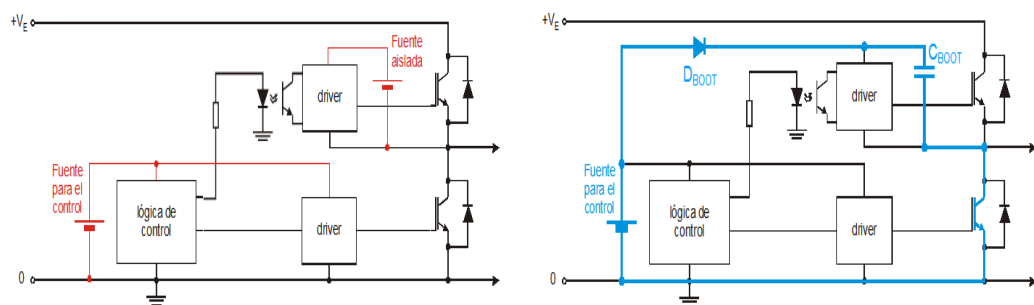 +VE
Fuente
aislada
driver
Fuente
para el
control
lógica de
control
driver
0
+VE
DBOOT
CBOOT
driver
Fuente
para el
control
lógica de
control
driver
0